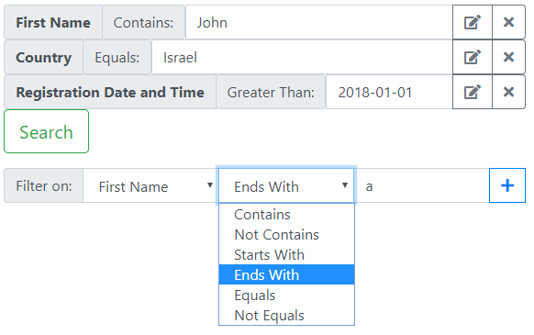 First Name Contains: John
Country Equals: Israel
Registration Date and Time Greater Than: 2018-01-01
Search
Filter on: First Name Ends With a
Contains
Not Contains
Starts With
Ends With
Equals
Not Equals